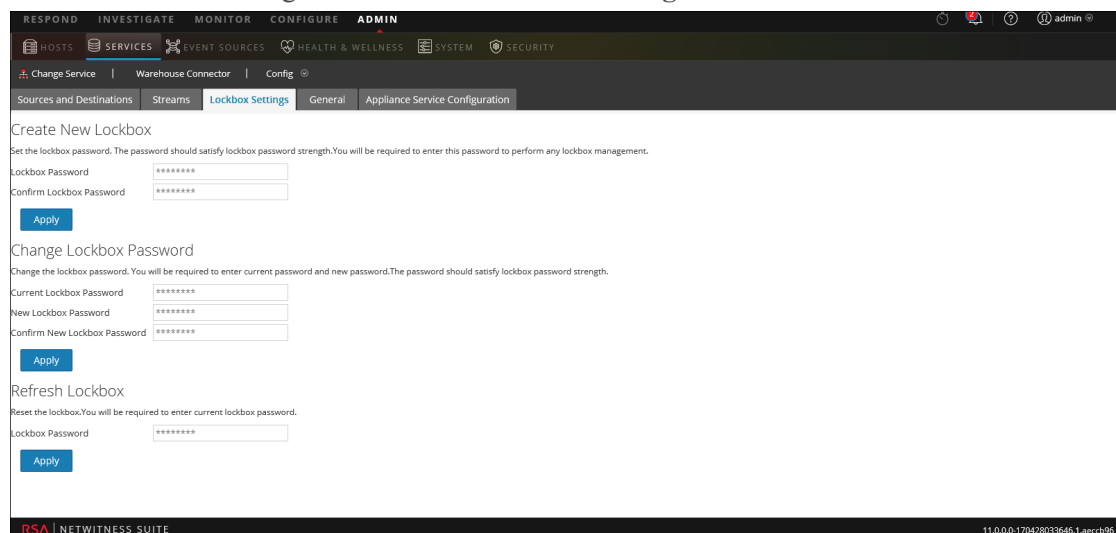 RESPOND INVESTIGATE MONITOR CONFIGURE ADMIN 2 ? admin
HOSTS SERVICES EVENT SOURCES HEALTH & WELLNESS SYSTEM SECURITY
Change Service | Warehouse Connector | Config
Sources and Destinations Streams Lockbox Settings General Appliance Service Configuration
Create New Lockbox
Set the lockbox password. The password should satisfy lockbox password strength.You will be required to enter this password to perform any lockbox management.
Lockbox Password ********
Confirm Lockbox Password ********
Apply
Change Lockbox Password
Change the lockbox password. You will be required to enter current password and new password.The password should satisfy lockbox password strength.
Current Lockbox Password ********
New Lockbox Password ********
Confirm New Lockbox Password ********
Apply
Refresh Lockbox
Reset the lockbox.You will be required to enter current lockbox password.
Lockbox Password ********
Apply
RSA | NETWITNESS SUITE 11.0.0.0-170428033646.1.aeccb96